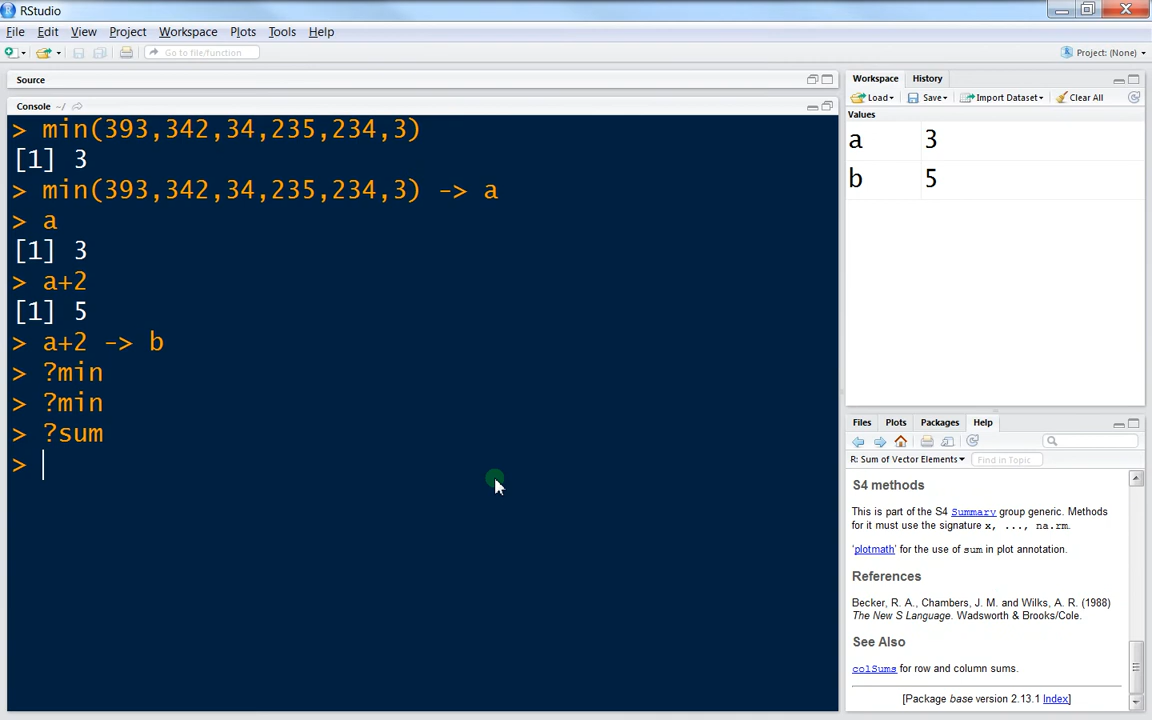 RStudio
File Edit View Project Workspace Plots Tools Help
Go to file/function
Project: (None)
Source
Console ~/
> min(393,342,34,235,234,3)
[1] 3
> min(393,342,34,235,234,3) -> a
> a
[1] 3
> a+2
[1] 5
> a+2 -> b
> ?min
> ?min
> ?sum
>
Workspace History
Load Save Import Dataset Clear All
Values
a 3
b 5
Files Plots Packages Help
R: Sum of Vector Elements Find in Topic
S4 methods
This is part of the S4 Summary group generic. Methods
for it must use the signature x, ..., na.rm.
'plotmath' for the use of sum in plot annotation.
References
Becker, R. A., Chambers, J. M. and Wilks, A. R. (1988)
The New S Language. Wadsworth & Brooks/Cole.
See Also
colSums for row and column sums.
[Package base version 2.13.1 Index]